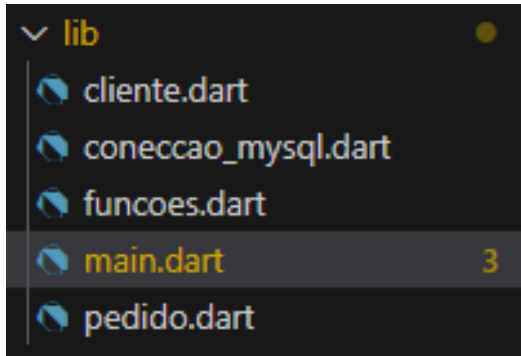 lib
cliente.dart
coneccao_mysql.dart
funcoes.dart
main.dart 3
pedido.dart